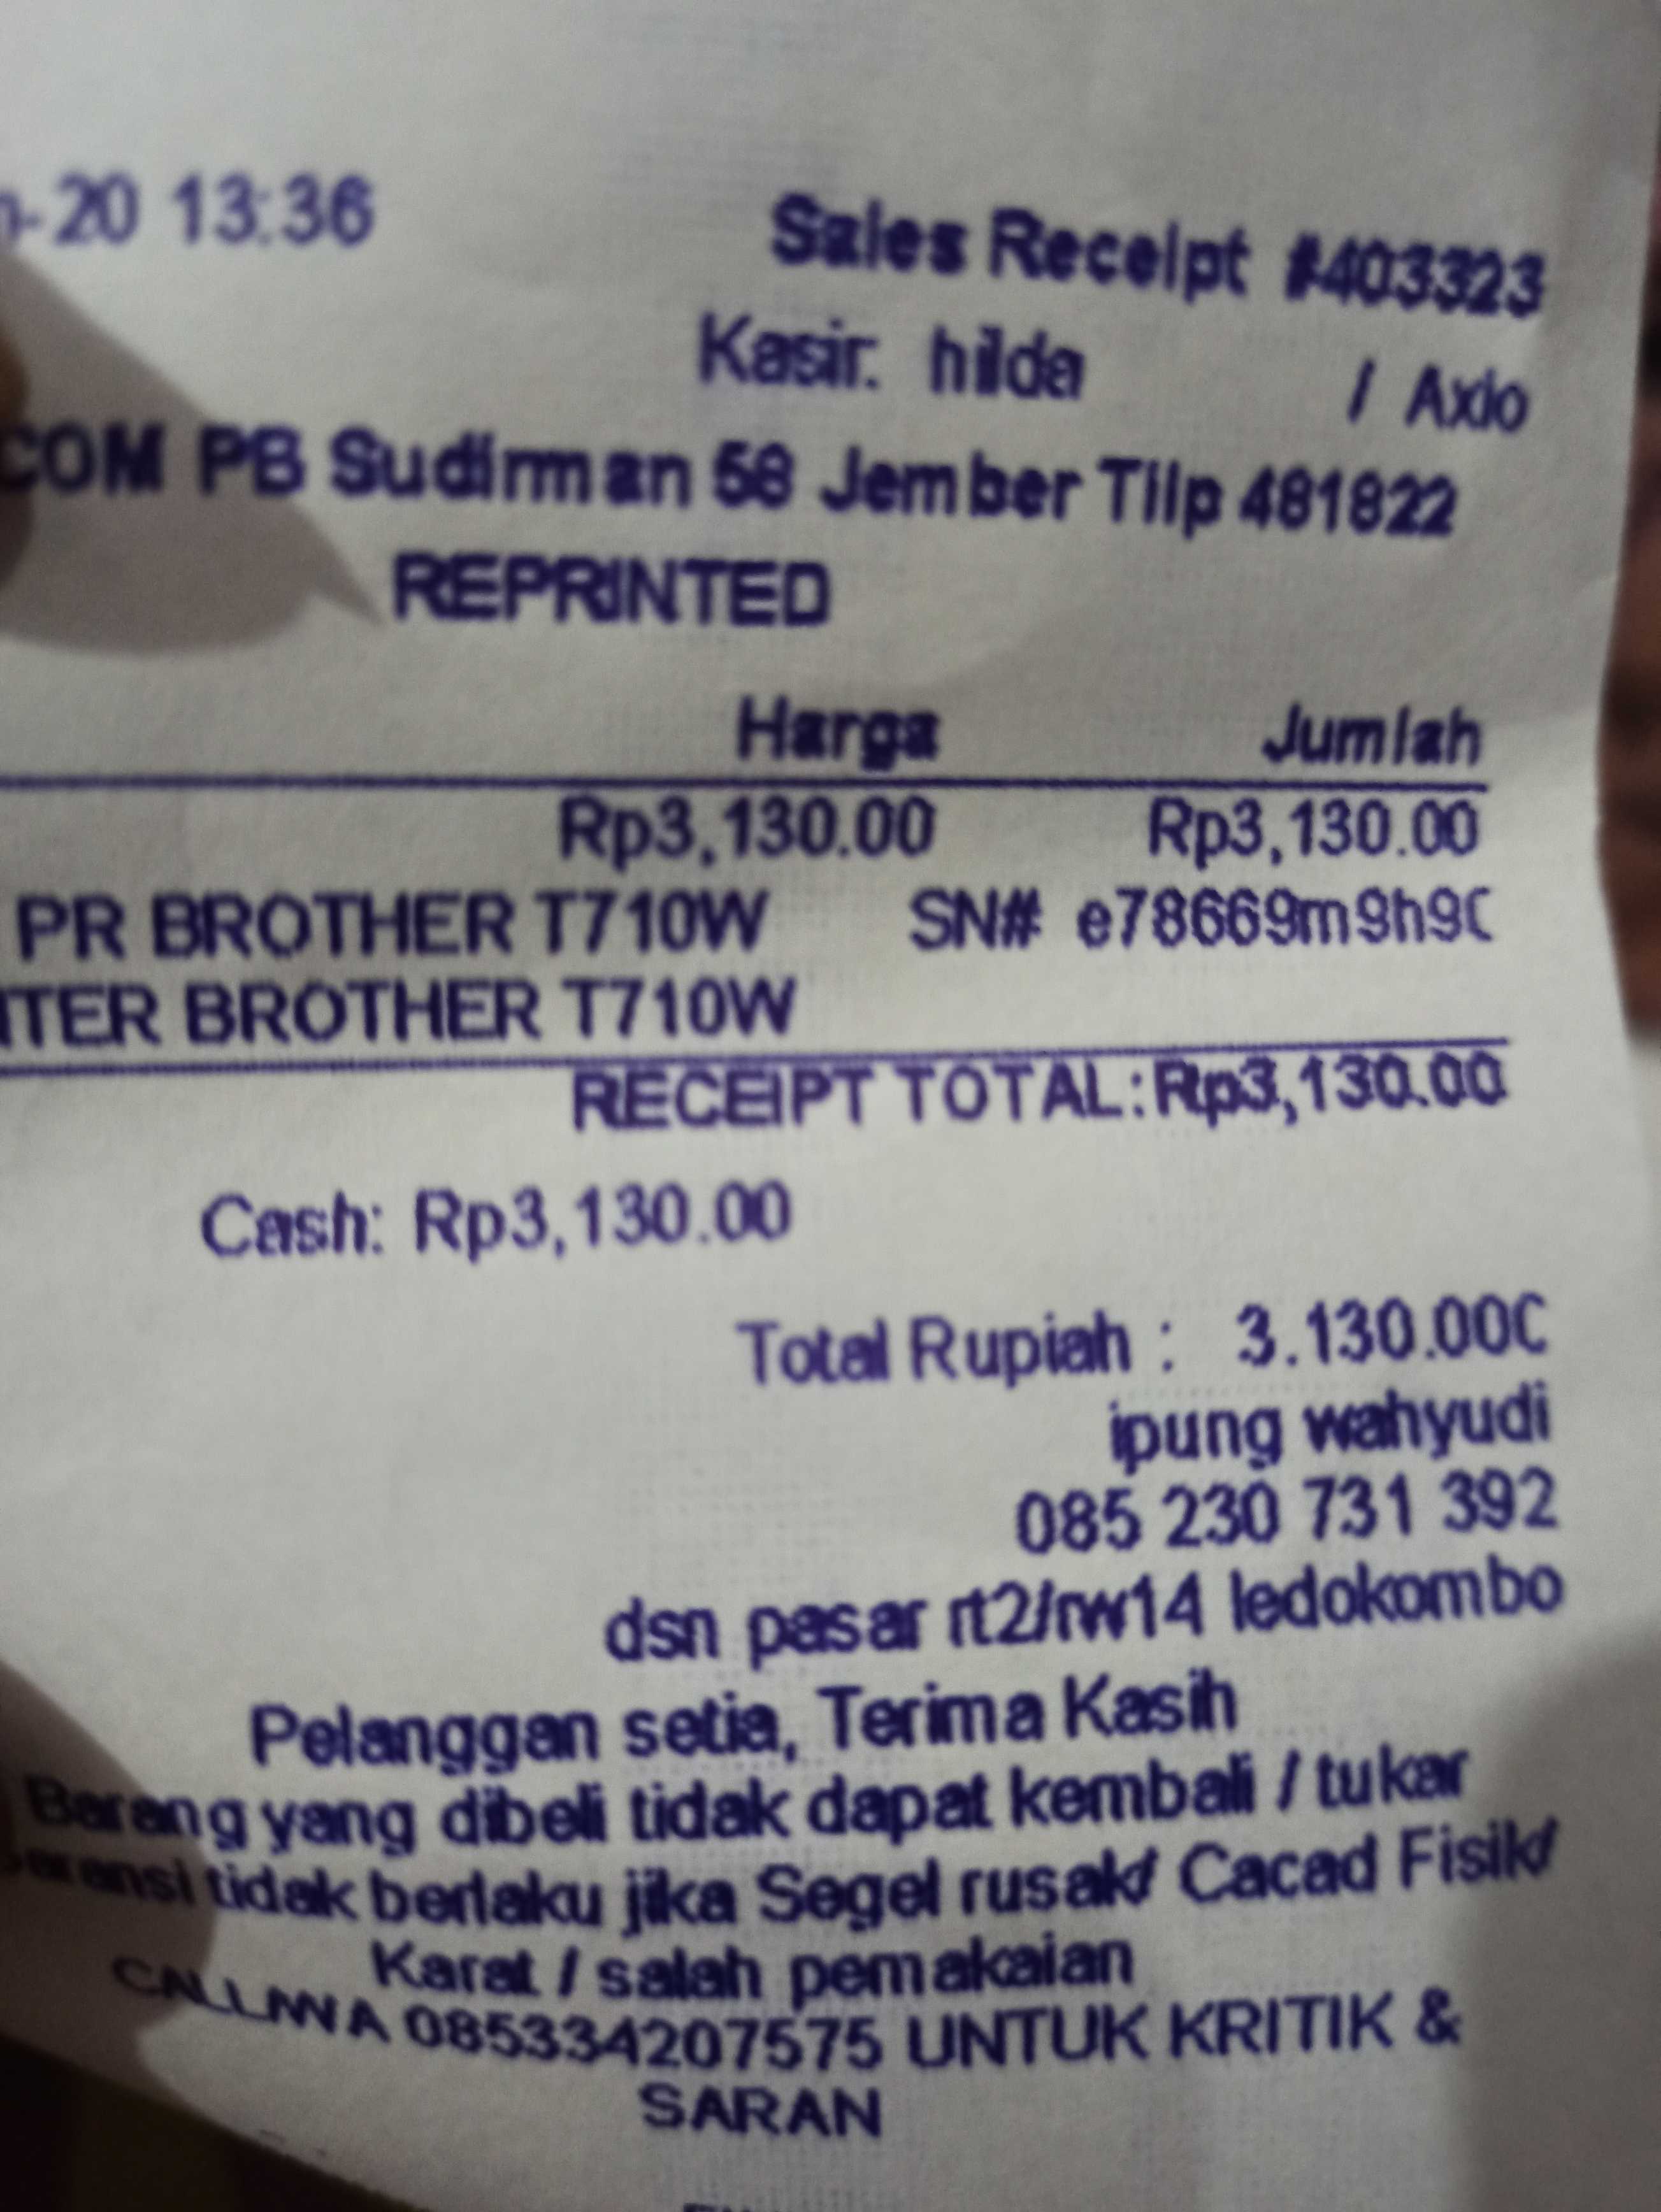 -20 13:36
Sales Receipt #403323
Kasir: hilda / Axio
COM PB Sudirman 58 Jember Tllp 481822
REPRINTED
Harga Jumlah
Rp3,130.00 Rp3,130.00
PR BROTHER T710W SN# e78669m9h9
TER BROTHER T710W
RECEIPT TOTAL: Rp3,130.00
Cash: Rp3,130.00
Total Rupiah : 3.130.000
ipung wahyudi
085 230 731 392
dsn pasar rt2/rw14 ledokombo
Pelanggan setia, Terima Kasih
Barang yang dibeli tidak dapat kembali / tukar
aransi tidak berlaku jika Segel rusak/ Cacad Fisik/
Karat / salah pemakaian
CALL/WA 085334207575 UNTUK KRITIK &
SARAN